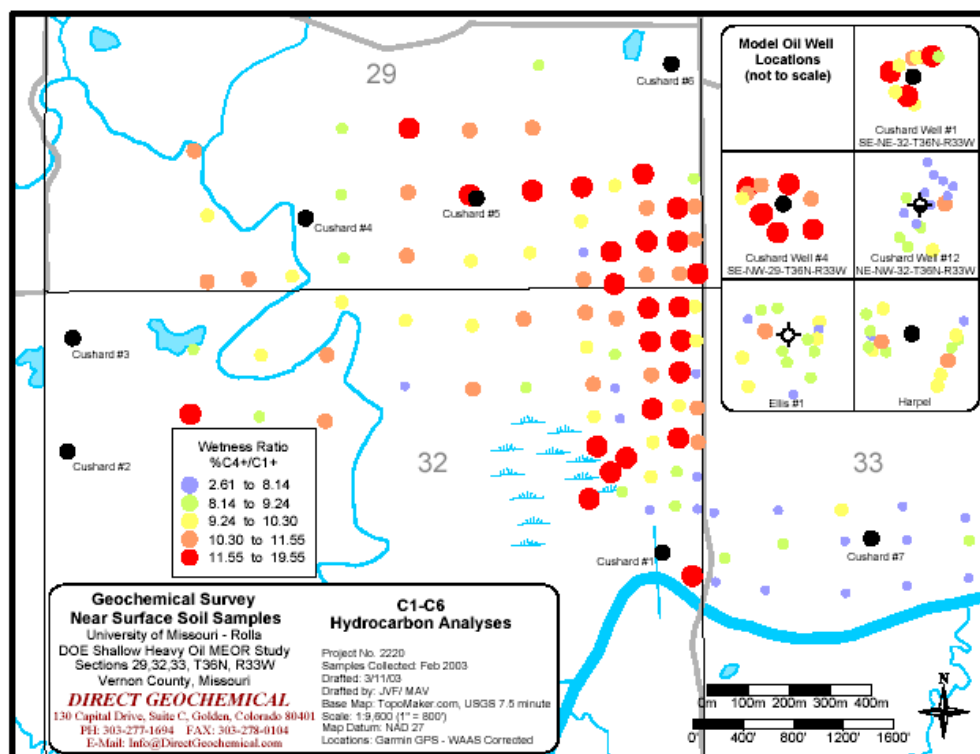 29
Cushard #6
Cushard #5
Cushard #4
Cushard #3
Cushard #2
32
33
Cushard #1
Cushard #7
Model Oil Well
Locations
(not to scale)
Cushard Well #1
SE-NE-32-T36N-R33W
Cushard Well #4
SE-NW-29-T36N-R33W
Cushard Well #12
NE-NW-32-T36N-R33W
Ellis #1
Harpel
Wetness Ratio
%C4+/C1+
2.61 to 8.14
8.14 to 9.24
9.24 to 10.30
10.30 to 11.55
11.55 to 19.55
Geochemical Survey
Near Surface Soil Samples
University of Missouri - Rolla
DOE Shallow Heavy Oil MEOR Study
Sections 29,32,33, T36N, R33W
Vernon County, Missouri
DIRECT GEOCHEMICAL
130 Capital Drive, Suite C, Golden, Colorado 80401
PH: 303-277-1694 FAX: 303-278-0104
E-Mail: Info@DirectGeochemical.com
C1-C6
Hydrocarbon Analyses
Project No. 2220
Samples Collected: Feb 2003
Drafted: 3/11/03
Drafted by: JVF/ MAV
Base Map: TopoMaker.com, USGS 7.5 minute
Scale: 1:9,600 (1" = 800')
Map Datum: NAD 27
Locations: Garmin GPS - WAAS Corrected
0m 100m 200m 300m 400m
0 400' 800' 1200' 1600'
N